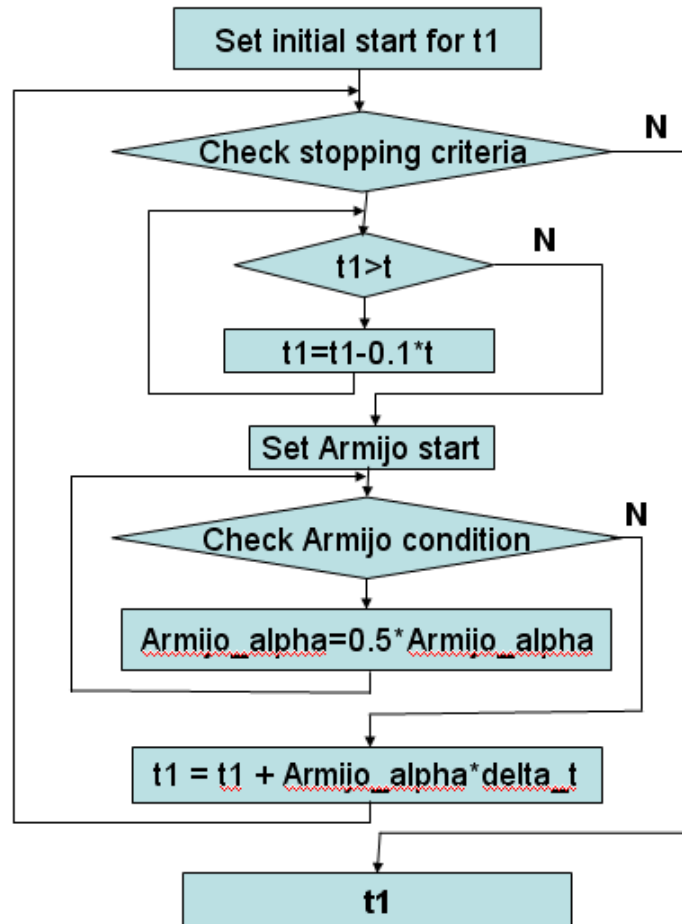 Set initial start for t1
N
Check stopping criteria
N
t1>t
t1=t1-0.1*t
Set Armijo start
N
Check Armijo condition
Armijo_alpha=0.5*Armijo_alpha
t1 = t1 + Armijo_alpha*delta_t
t1